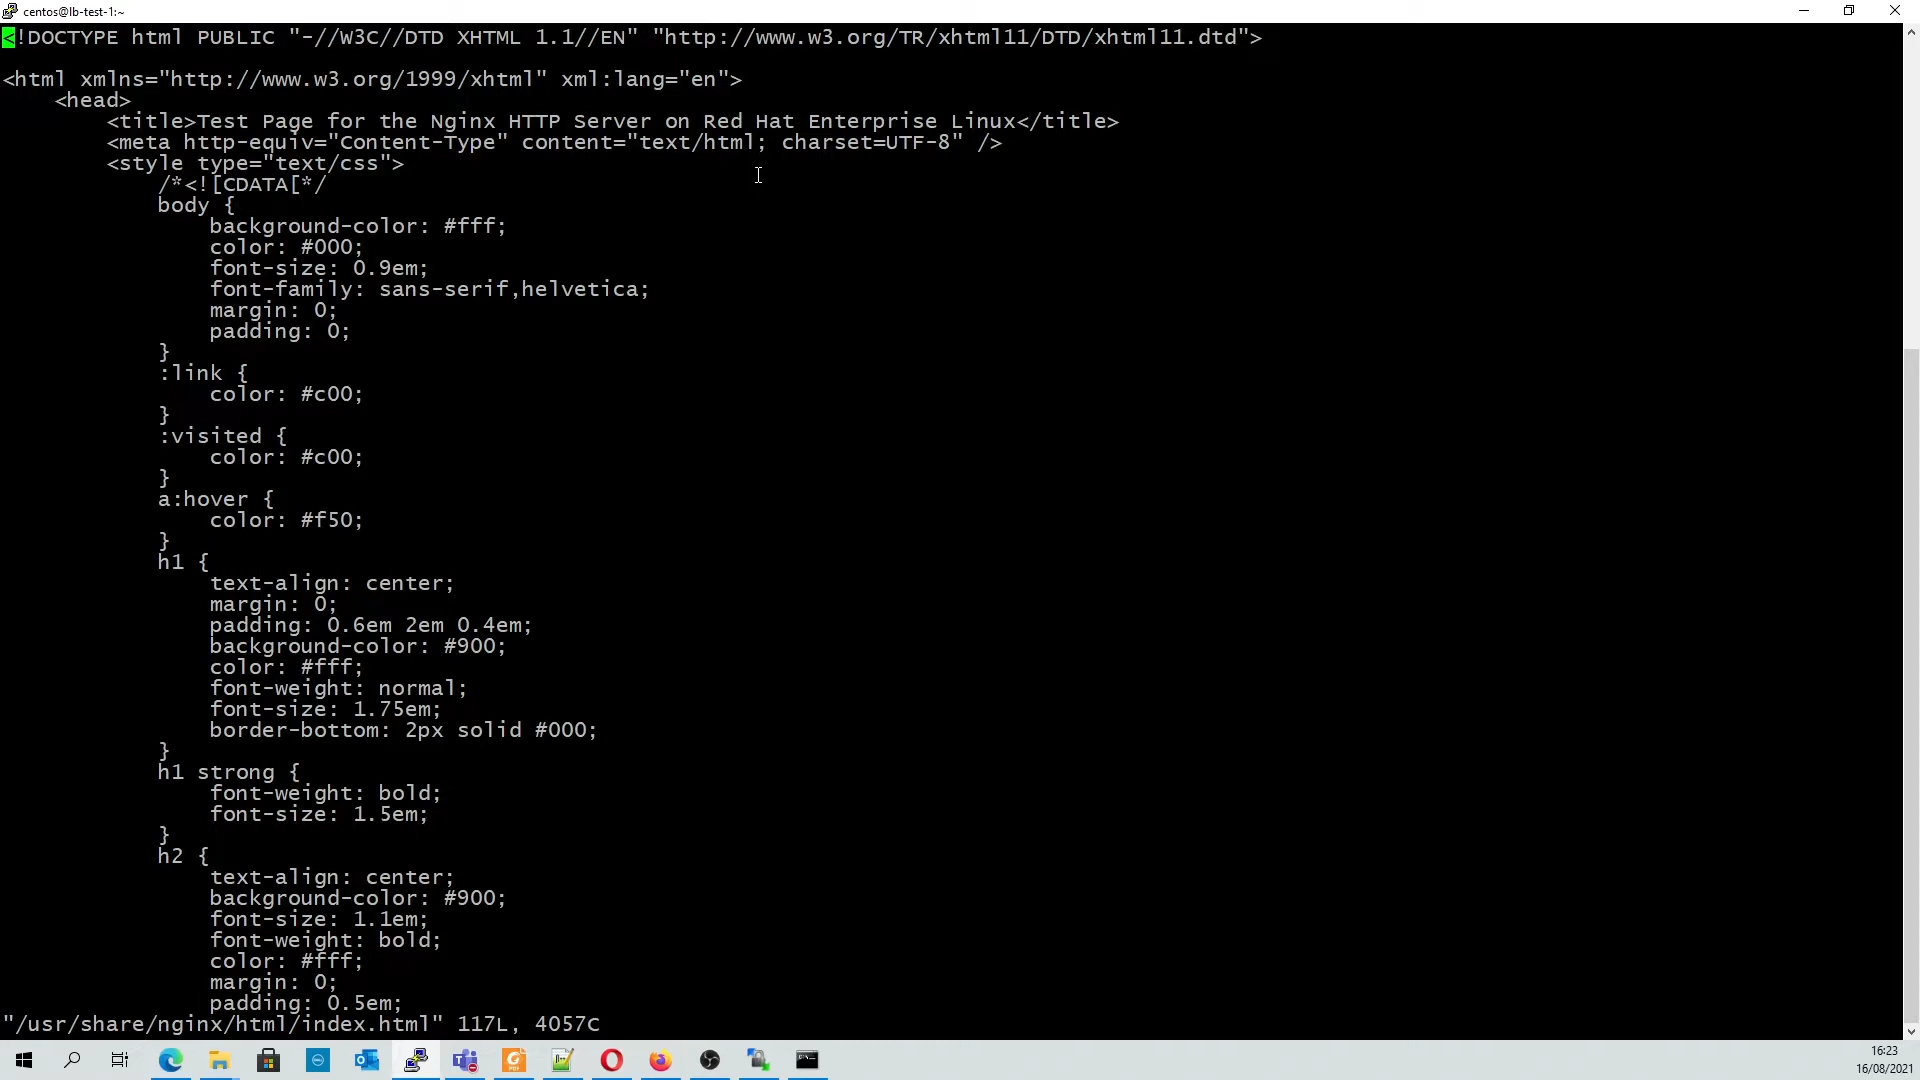 centos@lb-test-1:~
<!DOCTYPE html PUBLIC "-//W3C//DTD XHTML 1.1//EN" "http://www.w3.org/TR/xhtml11/DTD/xhtml11.dtd">
<html xmlns="http://www.w3.org/1999/xhtml" xml:lang="en">
    <head>
        <title>Test Page for the Nginx HTTP Server on Red Hat Enterprise Linux</title>
        <meta http-equiv="Content-Type" content="text/html; charset=UTF-8" />
        <style type="text/css">
            /*<![CDATA[*/
            body {
                background-color: #fff;
                color: #000;
                font-size: 0.9em;
                font-family: sans-serif,helvetica;
                margin: 0;
                padding: 0;
            }
            :link {
                color: #c00;
            }
            :visited {
                color: #c00;
            }
            a:hover {
                color: #f50;
            }
            h1 {
                text-align: center;
                margin: 0;
                padding: 0.6em 2em 0.4em;
                background-color: #900;
                color: #fff;
                font-weight: normal;
                font-size: 1.75em;
                border-bottom: 2px solid #000;
            }
            h1 strong {
                font-weight: bold;
                font-size: 1.5em;
            }
            h2 {
                text-align: center;
                background-color: #900;
                font-size: 1.1em;
                font-weight: bold;
                color: #fff;
                margin: 0;
                padding: 0.5em;
"/usr/share/nginx/html/index.html" 117L, 4057C
16:23
16/08/2021